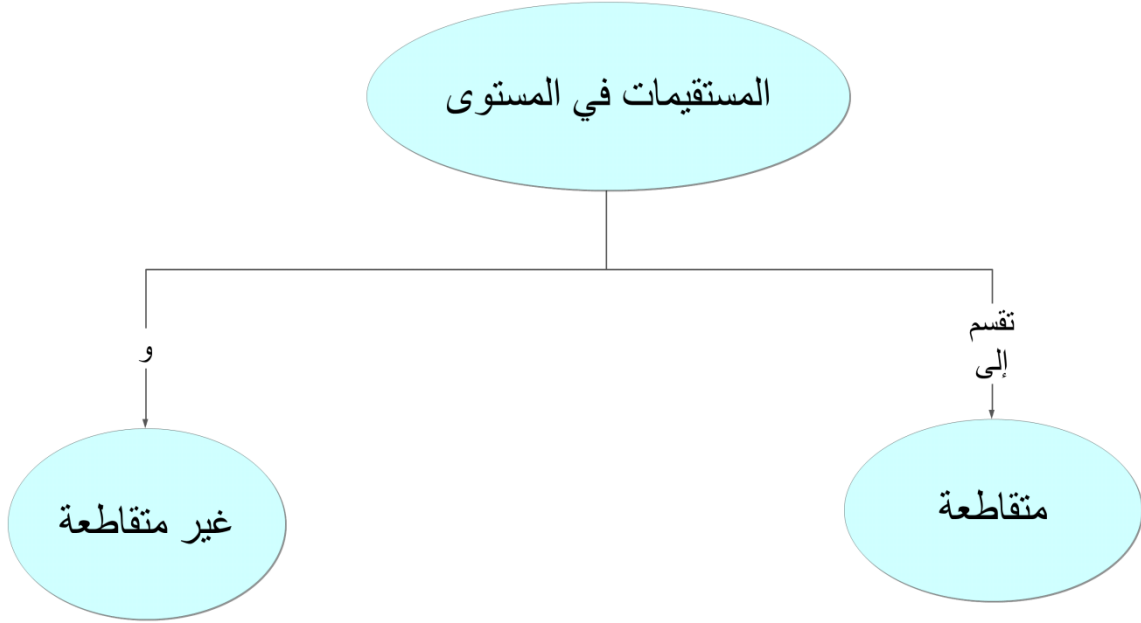 المستقيمات في المستوى
تقسم
إلى
و
متقاطعة
غير متقاطعة